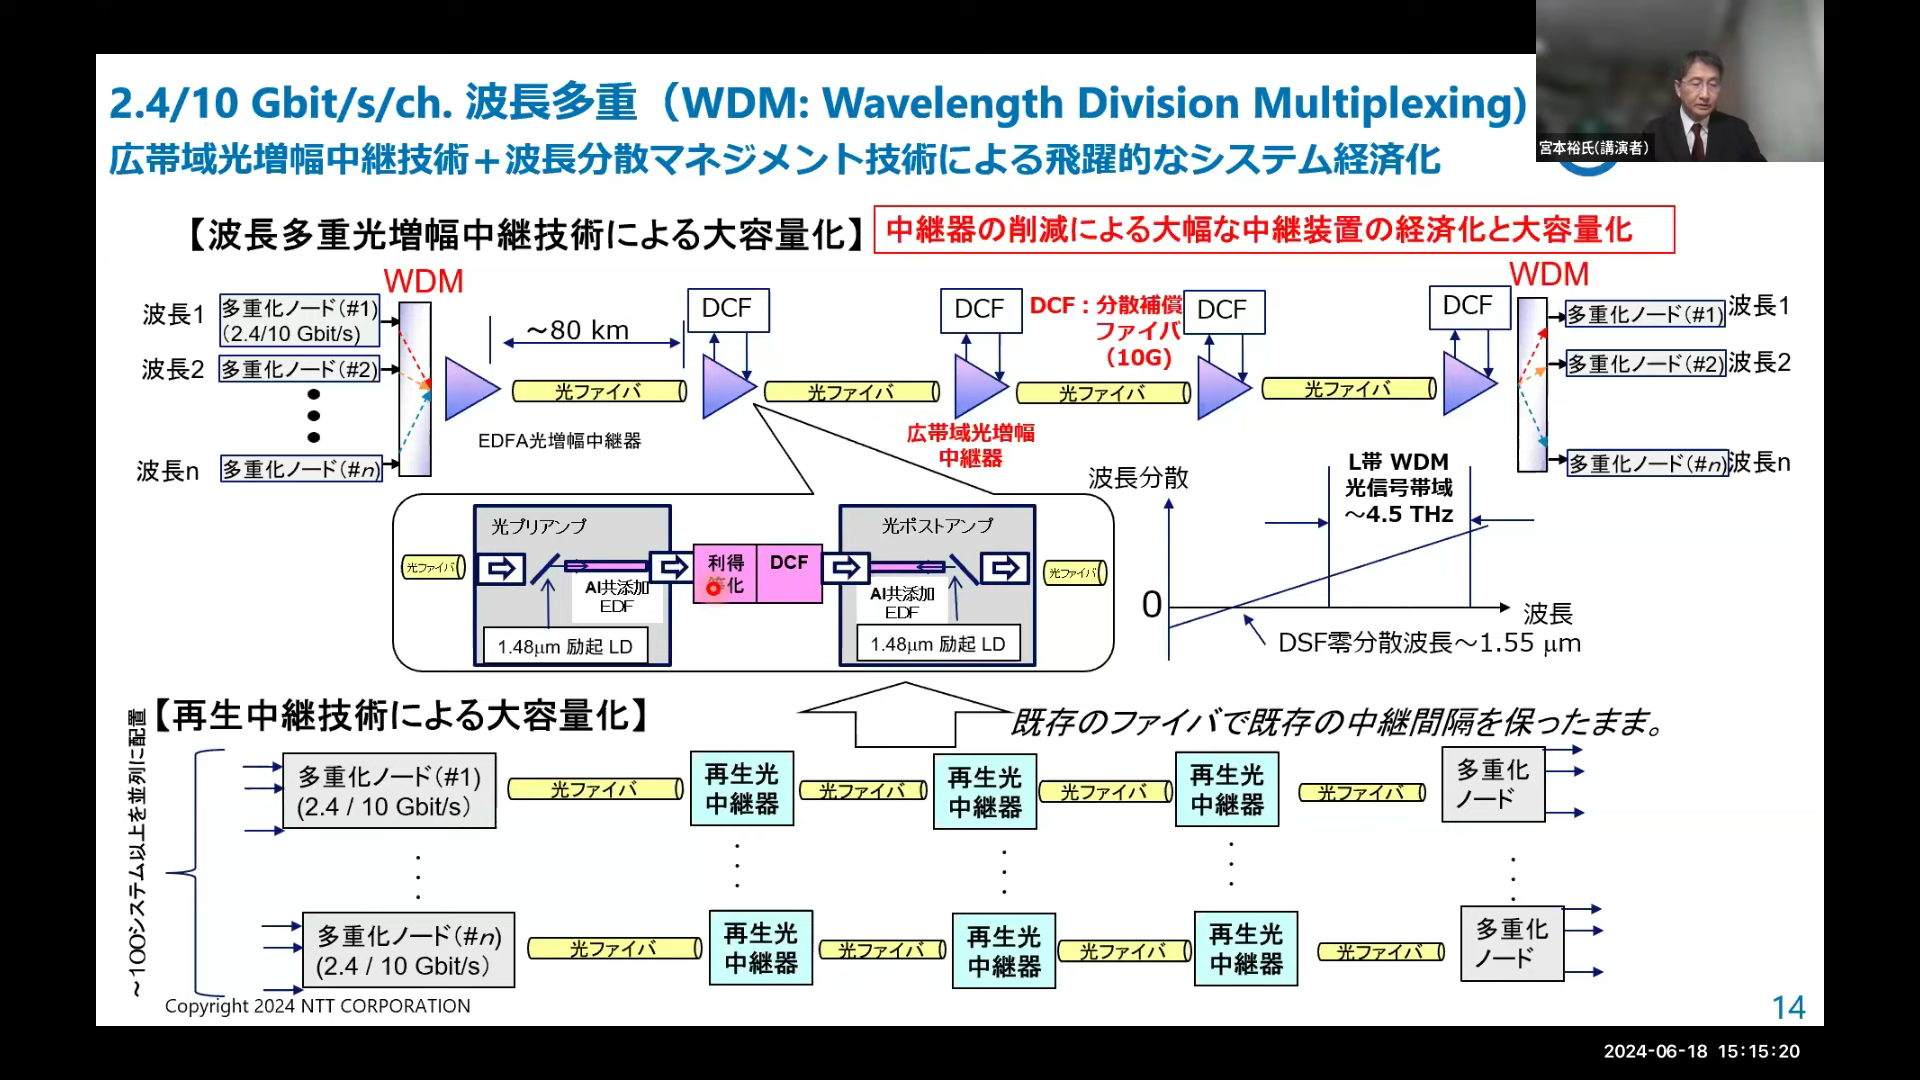 2.4/10 Gbit/s/ch. 波長多重（WDM: Wavelength Division Multiplexing)
広帯域光増幅中継技術＋波長分散マネジメント技術による飛躍的なシステム経済化
宮本裕氏(講演者)
【波長多重光増幅中継技術による大容量化】
中継器の削減による大幅な中継装置の経済化と大容量化
WDM
WDM
波長1
多重化ノード(#1)
(2.4/10 Gbit/s)
波長2
多重化ノード(#2)
波長n
多重化ノード(#n)
～80 km
DCF
DCF
DCF：分散補償
ファイバ
（10G）
DCF
DCF
光ファイバ
光ファイバ
光ファイバ
光ファイバ
EDFA光増幅中継器
広帯域光増幅
中継器
多重化ノード(#1)
波長1
多重化ノード(#2)
波長2
多重化ノード(#n)
波長n
光ファイバ
光プリアンプ
Al共添加
EDF
1.48μm 励起 LD
利得
等化
DCF
光ポストアンプ
Al共添加
EDF
1.48μm 励起 LD
光ファイバ
波長分散
L帯 WDM
光信号帯域
～4.5 THz
0
波長
DSF零分散波長～1.55 μm
【再生中継技術による大容量化】
既存のファイバで既存の中継間隔を保ったまま。
～100システム以上を並列に配置
多重化ノード(#1)
(2.4 / 10 Gbit/s）
光ファイバ
再生光
中継器
光ファイバ
再生光
中継器
光ファイバ
再生光
中継器
光ファイバ
多重化
ノード
多重化ノード(#n)
(2.4 / 10 Gbit/s）
光ファイバ
再生光
中継器
光ファイバ
再生光
中継器
光ファイバ
再生光
中継器
光ファイバ
多重化
ノード
Copyright 2024 NTT CORPORATION
14
2024-06-18 15:15:20